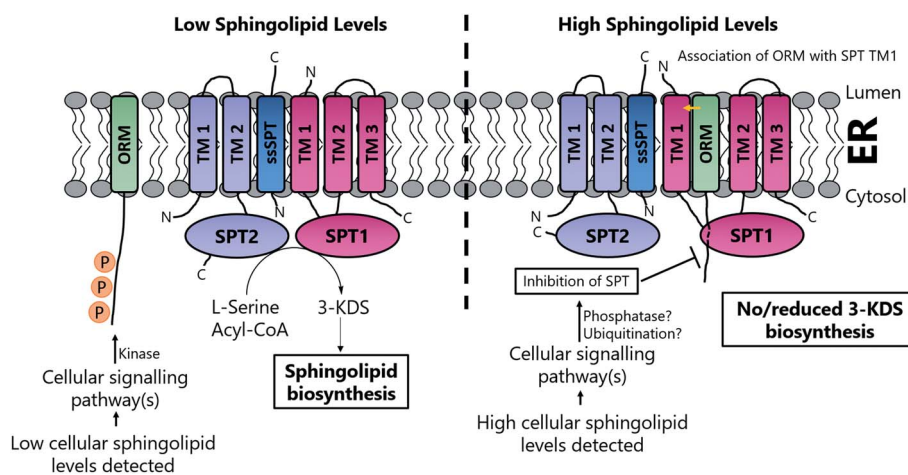 Low Sphingolipid Levels
C
N
ORM
TM 1
TM 2
ssSPT
TM 1
TM 2
TM 3
N
N
C
SPT2
SPT1
C
P
P
P
L-Serine
Acyl-CoA
3-KDS
Kinase
Cellular signalling
pathway(s)
Sphingolipid
biosynthesis
Low cellular sphingolipid
levels detected
High Sphingolipid Levels
Association of ORM with SPT TM1
C
N
Lumen
TM 1
TM 2
ssSPT
TM 1
ORM
TM 2
TM 3
ER
Cytosol
N
N
C
C
SPT2
SPT1
Inhibition of SPT
Phosphatase?
Ubiquitination?
No/reduced 3-KDS
biosynthesis
Cellular signalling
pathway(s)
High cellular sphingolipid
levels detected